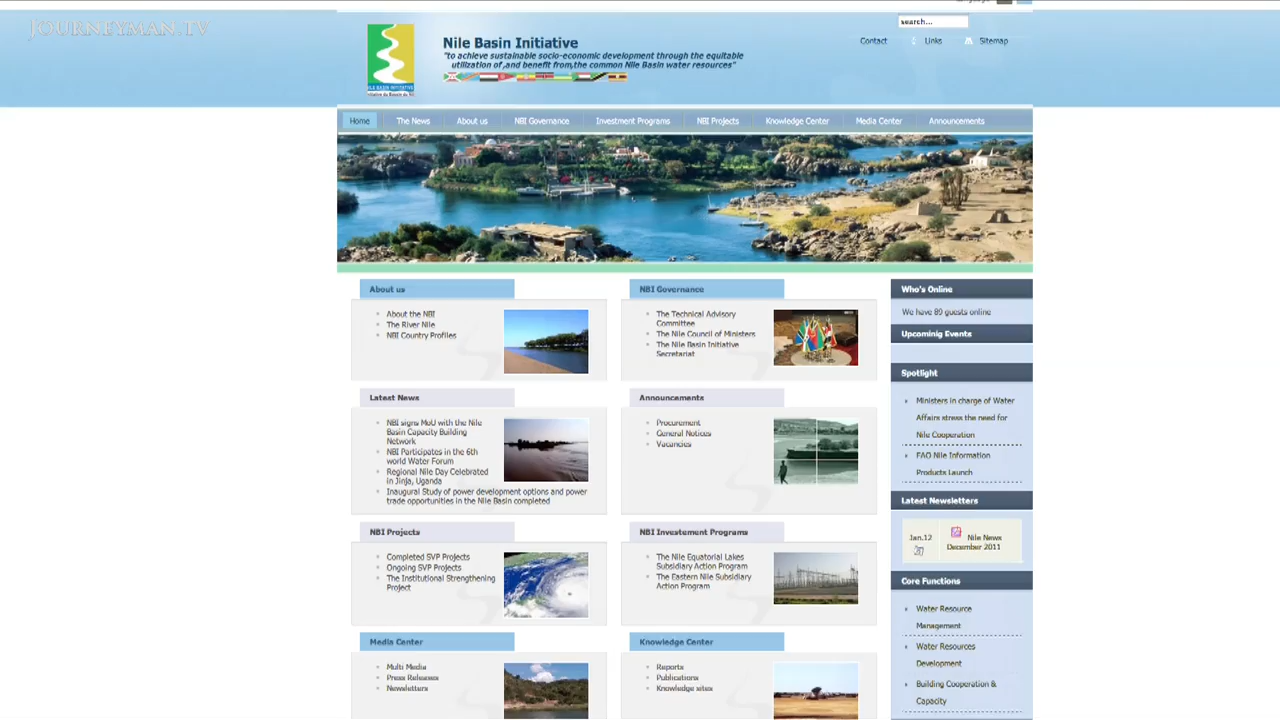 JOURNEYMAN.TV
search...
Nile Basin Initiative
"to achieve sustainable socio-economic development through the equitable
utilization of,and benefit from,the common Nile Basin water resources"
Contact
Links
Sitemap
NILE BASIN INITIATIVE
Initiative du Bassin du Nil
Home
The News
About us
NBI Governance
Investment Programs
NBI Projects
Knowledge Center
Media Center
Announcements
About us
About the NBI
The River Nile
NBI Country Profiles
NBI Governance
The Technical Advisory
Committee
The Nile Council of Ministers
The Nile Basin Initiative
Secretariat
Latest News
NBI signs MoU with the Nile
Basin Capacity Building
Network
NBI Participates in the 6th
world Water Forum
Regional Nile Day Celebrated
in Jinja, Uganda
Inaugural Study of power development options and power
trade opportunities in the Nile Basin completed
Announcements
Procurement
General Notices
Vacancies
NBI Projects
Completed SVP Projects
Ongoing SVP Projects
The Institutional Strengthening
Project
NBI Investement Programs
The Nile Equatorial Lakes
Subsidiary Action Program
The Eastern Nile Subsidiary
Action Program
Media Center
Multi Media
Press Releases
Newsletters
Knowledge Center
Reports
Publications
Knowledge sites
Who's Online
We have 89 guests online
Upcominig Events
Spotlight
Ministers in charge of Water
Affairs stress the need for
Nile Cooperation
FAO Nile Information
Products Launch
Latest Newsletters
Jan.12
Nile News
December 2011
Core Functions
Water Resource
Management
Water Resources
Development
Building Cooperation &
Capacity